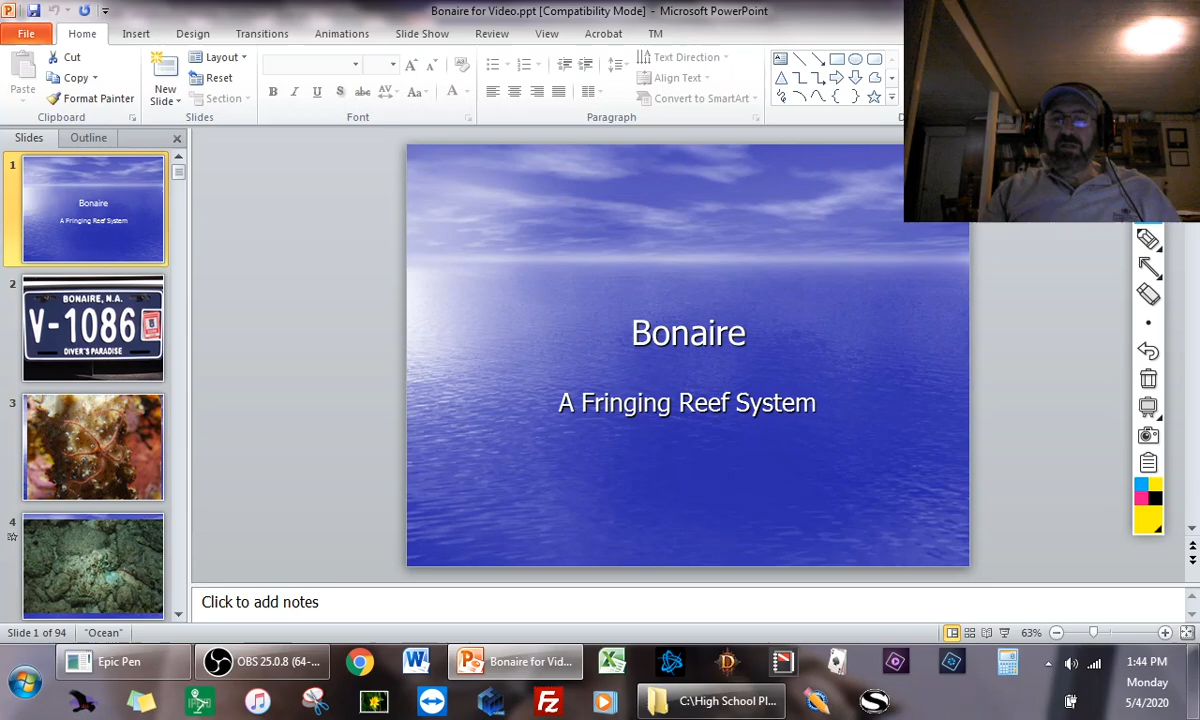 Bonaire for Video.ppt [Compatibility Mode] - Microsoft PowerPoint
File Home Insert Design Transitions Animations Slide Show Review View Acrobat TM
Paste
Cut
Copy
Format Painter
Clipboard
New Slide
Layout
Reset
Section
Slides
Font
Text Direction
Align Text
Convert to SmartArt
Paragraph
Slides Outline
1
Bonaire
A Fringing Reef System
2
BONAIRE, N.A.
V-1086
DIVER'S PARADISE
3
4
Bonaire
A Fringing Reef System
Click to add notes
Slide 1 of 94 "Ocean" 63%
Epic Pen OBS 25.0.8 (64-... Bonaire for Vid...
C:\High School Pl...
1:44 PM
Monday
5/4/2020